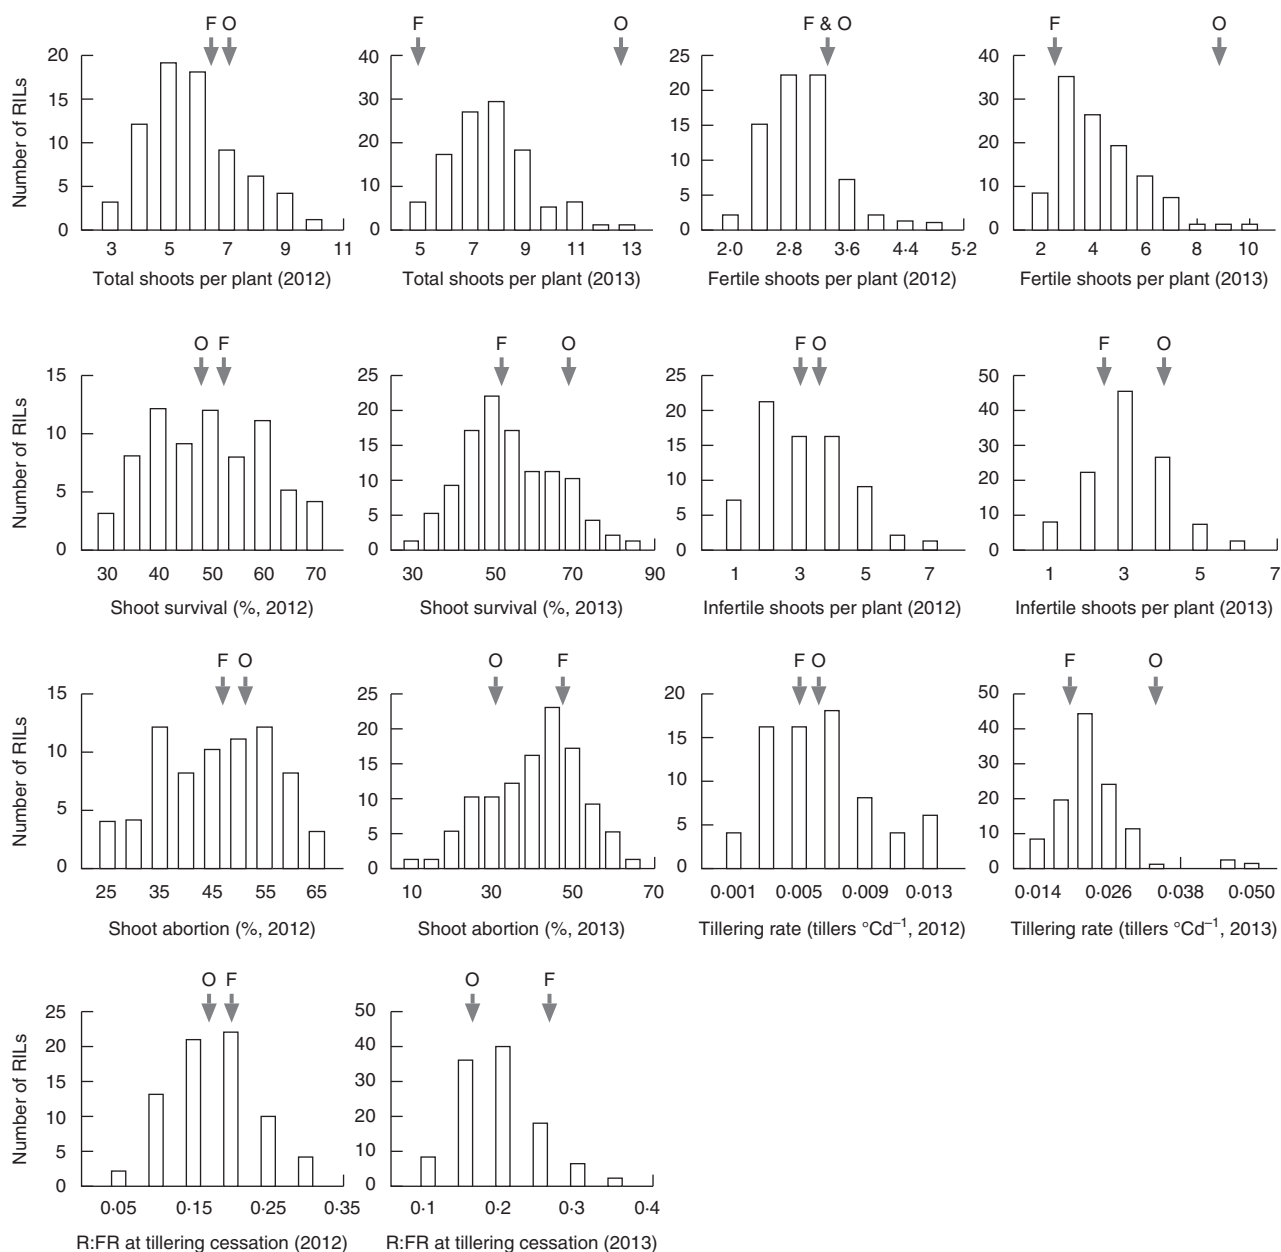 F O
F O
F & O
F O
Number of RILs
20
15
10
5
0
3 5 7 9 11
Total shoots per plant (2012)
40
30
20
10
0
5 7 9 11 13
Total shoots per plant (2013)
25
20
15
10
5
0
2·0 2·8 3·6 4·4 5·2
Fertile shoots per plant (2012)
40
30
20
10
0
2 4 6 8 10
Fertile shoots per plant (2013)
O F
F O
F O
F O
Number of RILs
15
10
5
0
30 40 50 60 70
Shoot survival (%, 2012)
25
20
15
10
5
0
30 50 70 90
Shoot survival (%, 2013)
25
20
15
10
5
0
1 3 5 7
Infertile shoots per plant (2012)
50
40
30
20
10
0
1 3 5 7
Infertile shoots per plant (2013)
F O
O F
F O
F O
Number of RILs
15
10
5
0
25 35 45 55 65
Shoot abortion (%, 2012)
25
20
15
10
5
0
10 30 50 70
Shoot abortion (%, 2013)
20
15
10
5
0
0·001 0·005 0·009 0·013
Tillering rate (tillers °Cd⁻¹, 2012)
50
40
30
20
10
0
0·014 0·026 0·038 0·050
Tillering rate (tillers °Cd⁻¹, 2013)
O F
O F
Number of RILs
25
20
15
10
5
0
0·05 0·15 0·25 0·35
R:FR at tillering cessation (2012)
50
40
30
20
10
0
0·1 0·2 0·3 0·4
R:FR at tillering cessation (2013)